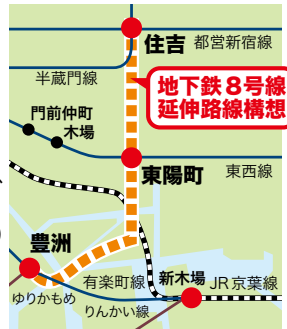 住吉
都営新宿線
半蔵門線
地下鉄8号線
延伸路線構想
門前仲町
木場
東陽町
東西線
豊洲
有楽町線
新木場
JR京葉線
ゆりかもめ
りんかい線